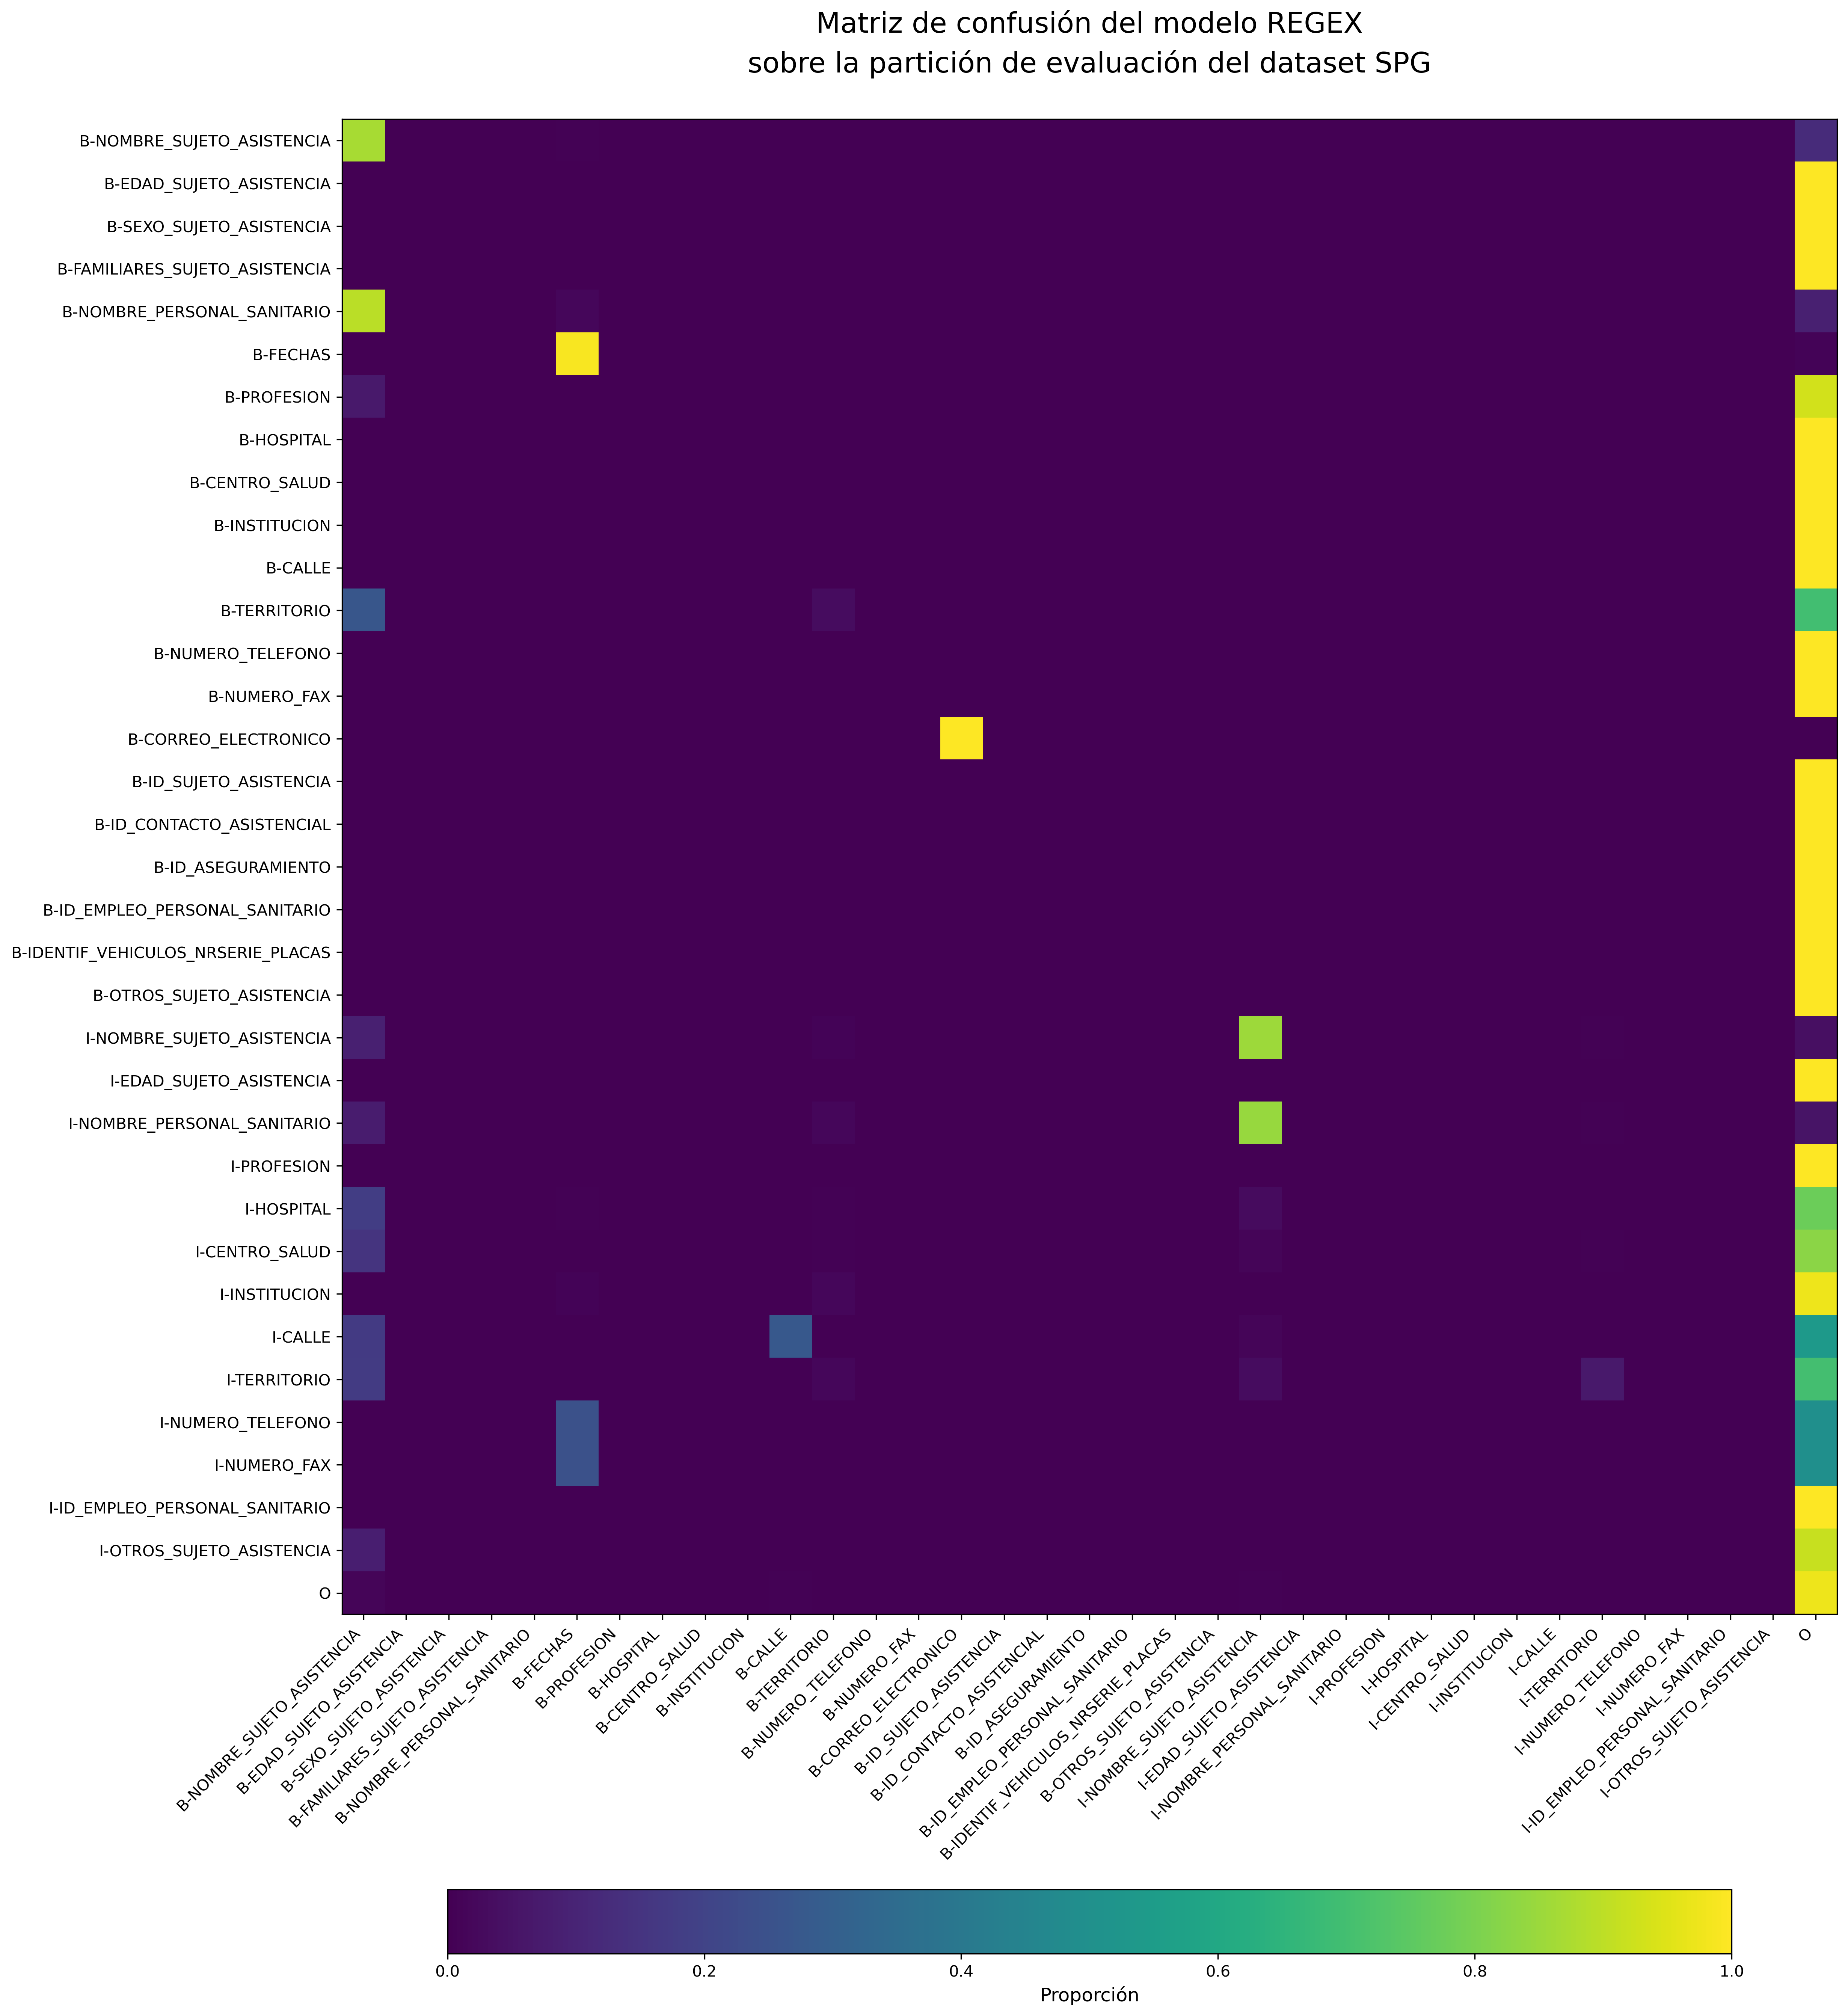 Matriz de confusión del modelo REGEX
sobre la partición de evaluación del dataset SPG
B-NOMBRE_SUJETO_ASISTENCIA
B-EDAD_SUJETO_ASISTENCIA
B-SEXO_SUJETO_ASISTENCIA
B-FAMILIARES_SUJETO_ASISTENCIA
B-NOMBRE_PERSONAL_SANITARIO
B-FECHAS
B-PROFESION
B-HOSPITAL
B-CENTRO_SALUD
B-INSTITUCION
B-CALLE
B-TERRITORIO
B-NUMERO_TELEFONO
B-NUMERO_FAX
B-CORREO_ELECTRONICO
B-ID_SUJETO_ASISTENCIA
B-ID_CONTACTO_ASISTENCIAL
B-ID_ASEGURAMIENTO
B-ID_EMPLEO_PERSONAL_SANITARIO
B-IDENTIF_VEHICULOS_NRSERIE_PLACAS
B-OTROS_SUJETO_ASISTENCIA
I-NOMBRE_SUJETO_ASISTENCIA
I-EDAD_SUJETO_ASISTENCIA
I-NOMBRE_PERSONAL_SANITARIO
I-PROFESION
I-HOSPITAL
I-CENTRO_SALUD
I-INSTITUCION
I-CALLE
I-TERRITORIO
I-NUMERO_TELEFONO
I-NUMERO_FAX
I-ID_EMPLEO_PERSONAL_SANITARIO
I-OTROS_SUJETO_ASISTENCIA
O
B-NOMBRE_SUJETO_ASISTENCIA
B-EDAD_SUJETO_ASISTENCIA
B-SEXO_SUJETO_ASISTENCIA
B-FAMILIARES_SUJETO_ASISTENCIA
B-NOMBRE_PERSONAL_SANITARIO
B-FECHAS
B-PROFESION
B-HOSPITAL
B-CENTRO_SALUD
B-INSTITUCION
B-CALLE
B-TERRITORIO
B-NUMERO_TELEFONO
B-NUMERO_FAX
B-CORREO_ELECTRONICO
B-ID_SUJETO_ASISTENCIA
B-ID_CONTACTO_ASISTENCIAL
B-ID_ASEGURAMIENTO
B-ID_EMPLEO_PERSONAL_SANITARIO
B-IDENTIF_VEHICULOS_NRSERIE_PLACAS
B-OTROS_SUJETO_ASISTENCIA
I-NOMBRE_SUJETO_ASISTENCIA
I-EDAD_SUJETO_ASISTENCIA
I-NOMBRE_PERSONAL_SANITARIO
I-PROFESION
I-HOSPITAL
I-CENTRO_SALUD
I-INSTITUCION
I-CALLE
I-TERRITORIO
I-NUMERO_TELEFONO
I-NUMERO_FAX
I-ID_EMPLEO_PERSONAL_SANITARIO
I-OTROS_SUJETO_ASISTENCIA
O
0.0 0.2 0.4 0.6 0.8 1.0
Proporción